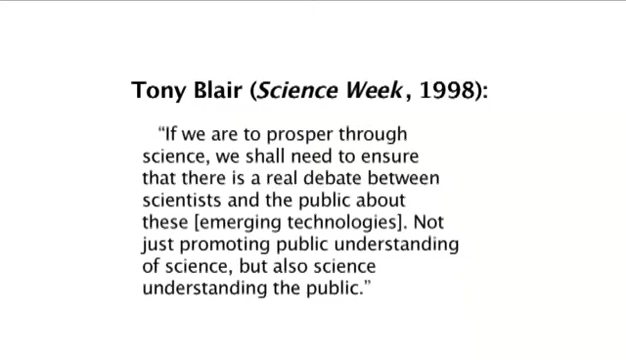 Tony Blair (Science Week, 1998):
“If we are to prosper through
science, we shall need to ensure
that there is a real debate between
scientists and the public about
these [emerging technologies]. Not
just promoting public understanding
of science, but also science
understanding the public.”